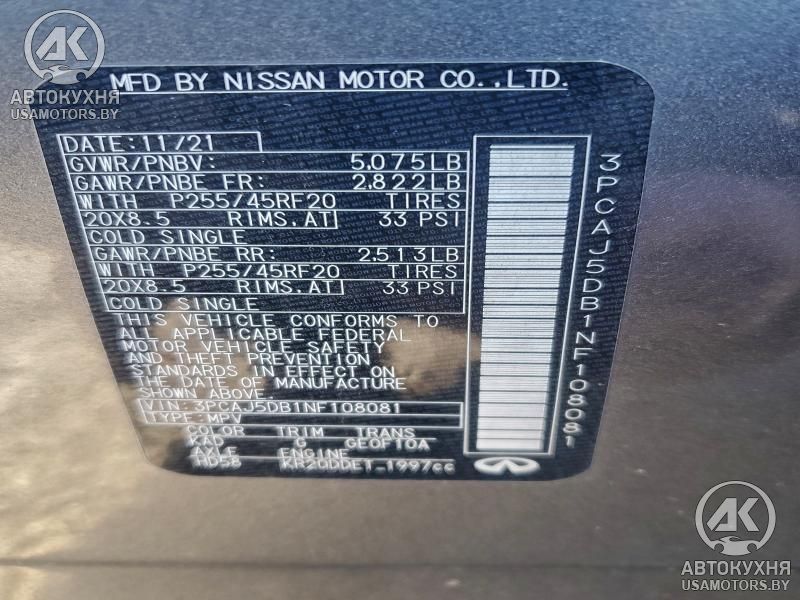 АВТОКУХНЯ
USAMOTORS.BY
MFD BY NISSAN MOTOR CO.,LTD.
DATE:11/21
GVWR/PNBV: 5.075LB
GAWR/PNBE FR: 2.822LB
WITH P255/45RF20 TIRES
20X8.5 RIMS.AT 33 PSI
COLD SINGLE
GAWR/PNBE RR: 2.513LB
WITH P255/45RF20 TIRES
20X8.5 RIMS.AT 33 PSI
COLD SINGLE
THIS VEHICLE CONFORMS TO
ALL APPLICABLE FEDERAL
MOTOR VEHICLE SAFETY
AND THEFT PREVENTION
STANDARDS IN EFFECT ON
THE DATE OF MANUFACTURE
VIN: 3PCAJ5DB1NF108081
TYPE: MPV
COLOR TRIM TRANS
KAD G GEOF10A
AXLE ENGINE
HD58 KR20DDET-1997cc
3PCAJ5DB1NF108081
АВТОКУХНЯ
USAMOTORS.BY